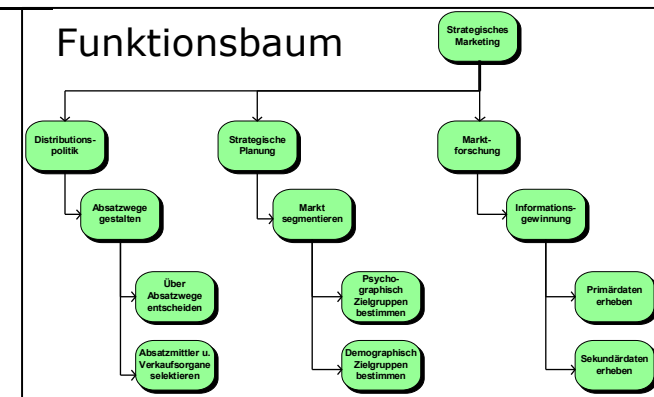 Funktionsbaum
Strategisches
Marketing
Distributions-
politik
Strategische
Planung
Markt-
forschung
Absatzwege
gestalten
Markt
segmentieren
Informations-
gewinnung
Über
Absatzwege
entscheiden
Psycho-
graphisch
Zielgruppen
bestimmen
Primärdaten
erheben
Absatzmittler u.
Verkaufsorgane
selektieren
Demographisch
Zielgruppen
bestimmen
Sekundärdaten
erheben